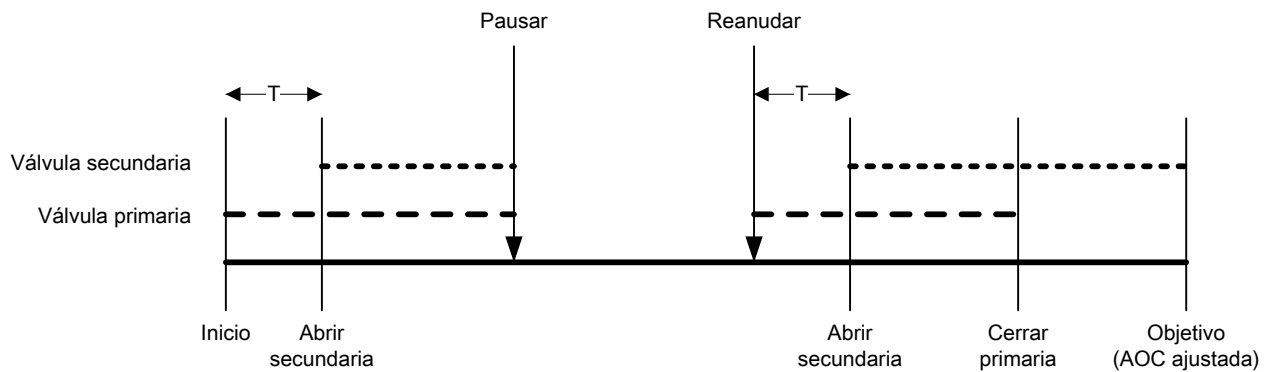 Pausar
Reanudar
T
T
Válvula secundaria
Válvula primaria
Inicio
Abrir
secundaria
Abrir
secundaria
Cerrar
primaria
Objetivo
(AOC ajustada)